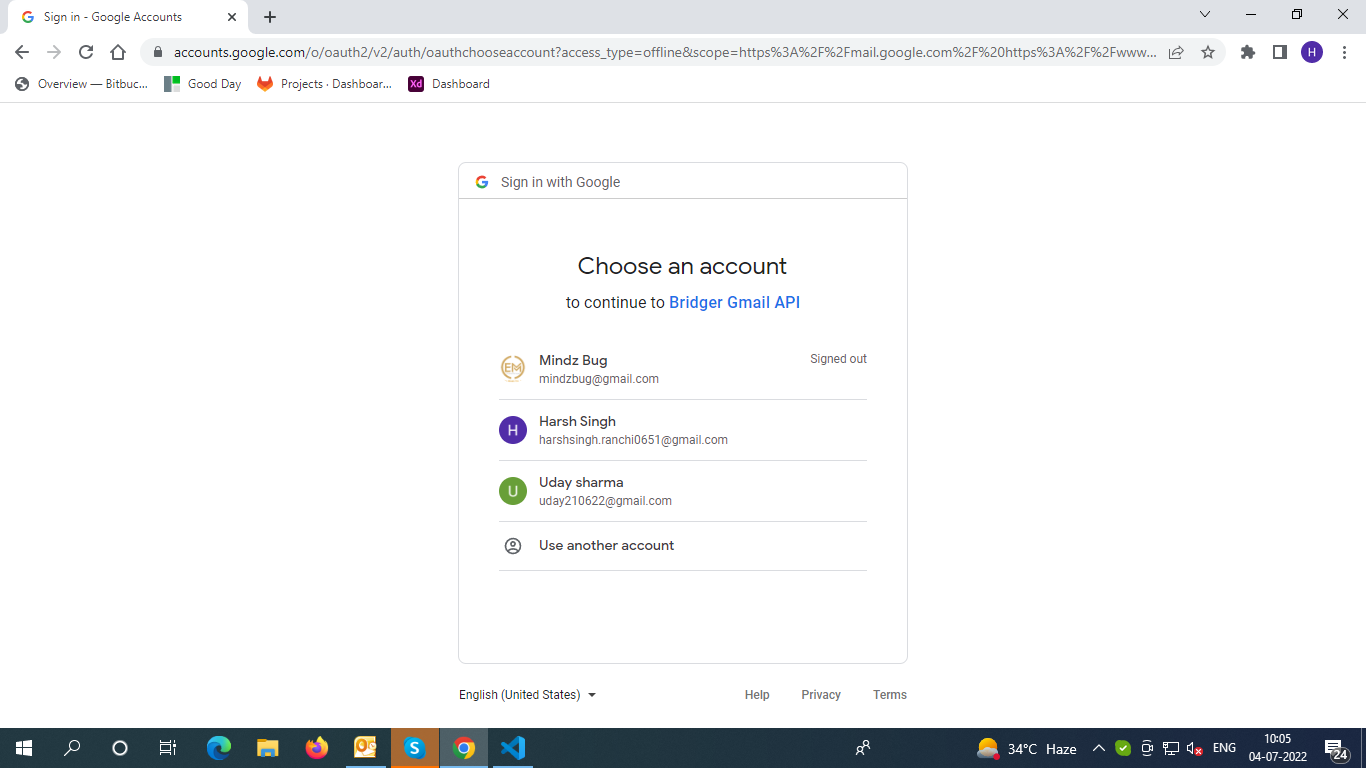 Sign in - Google Accounts
accounts.google.com/o/oauth2/v2/auth/oauthchooseaccount?access_type=offline&scope=https%3A%2F%2Fmail.google.com%2F%20https%3A%2F%2Fwww...
H
Overview — Bitbuc...
Good Day
Projects · Dashboar...
Xd Dashboard
Sign in with Google
Choose an account
to continue to Bridger Gmail API
EM
Mindz Bug
Signed out
mindzbug@gmail.com
H
Harsh Singh
harshsingh.ranchi0651@gmail.com
U
Uday sharma
uday210622@gmail.com
Use another account
English (United States)
Help
Privacy
Terms
34°C Haze
ENG
10:05
04-07-2022
24